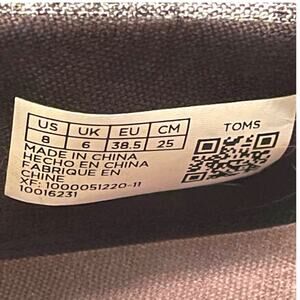 US UK EU CM TOMS
8 6 38.5 25
MADE IN CHINA
HECHO EN CHINA
FABRIQUE EN
CHINE
XF: 1000051220-11
10016231